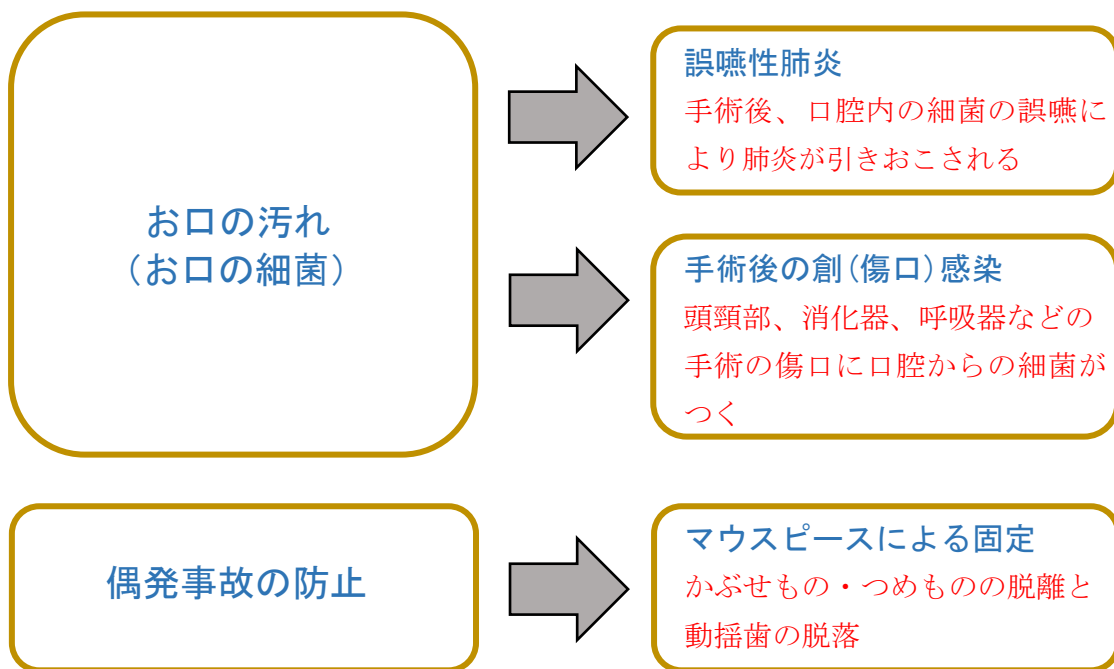 お口の汚れ
（お口の細菌）
誤嚥性肺炎
手術後、口腔内の細菌の誤嚥に
より肺炎が引きおこされる
手術後の創(傷口)感染
頭頸部、消化器、呼吸器などの
手術の傷口に口腔からの細菌が
つく
偶発事故の防止
マウスピースによる固定
かぶせもの・つめものの脱離と
動揺歯の脱落